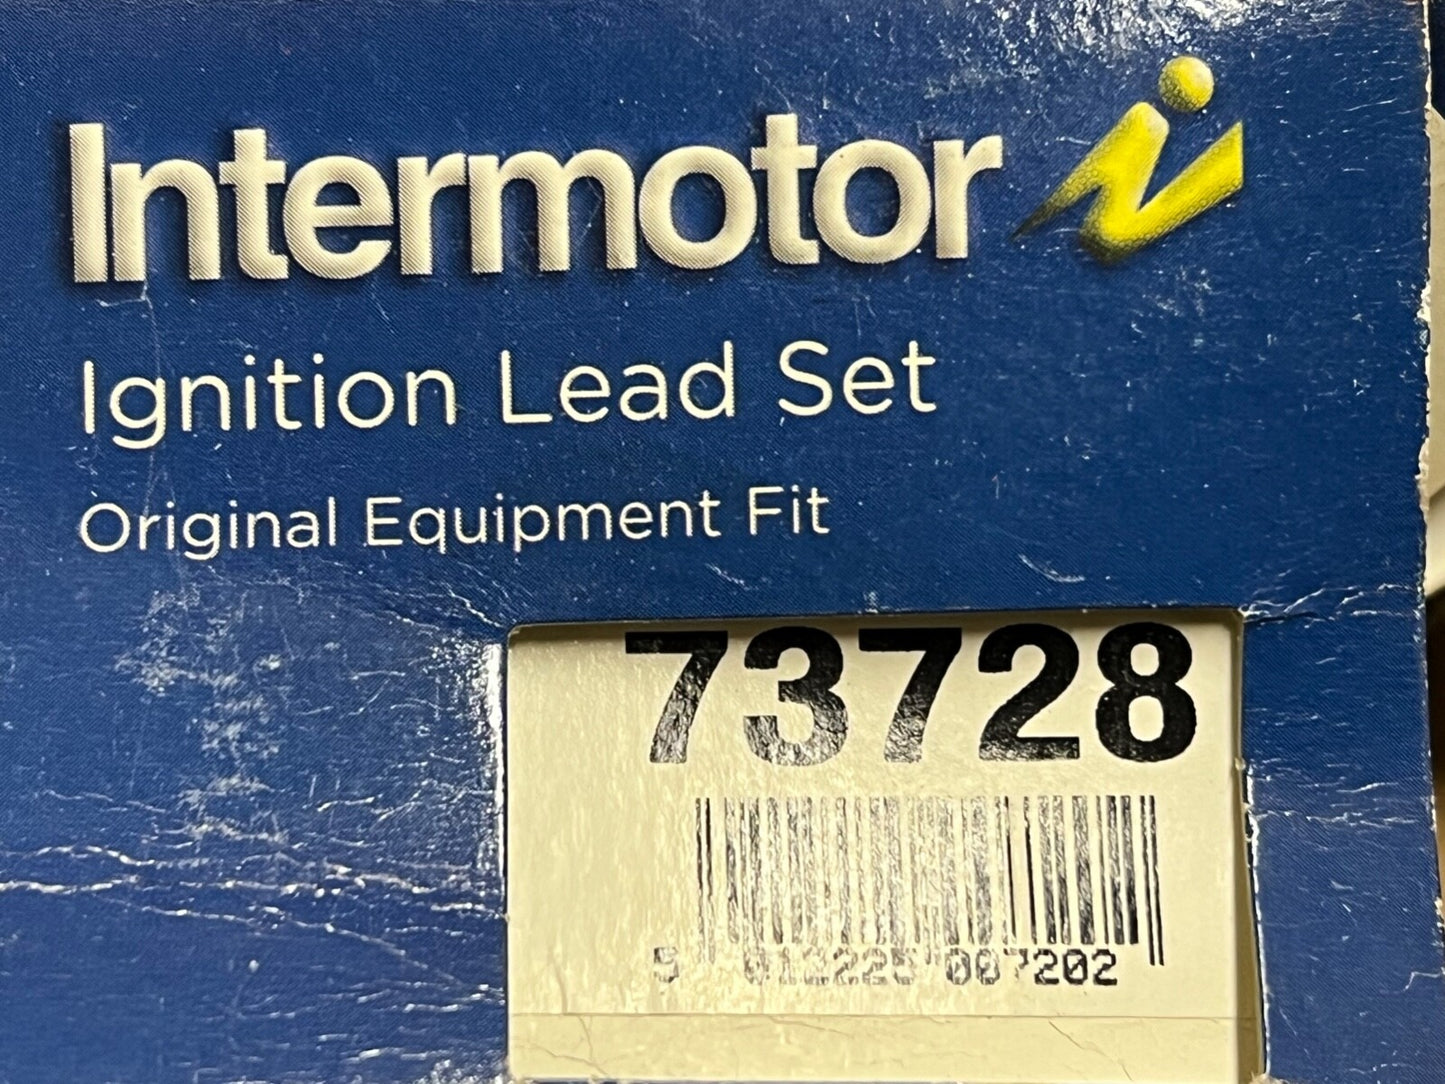 Intermotor
Ignition Lead Set
Original Equipment Fit
73728
5 012225 007202